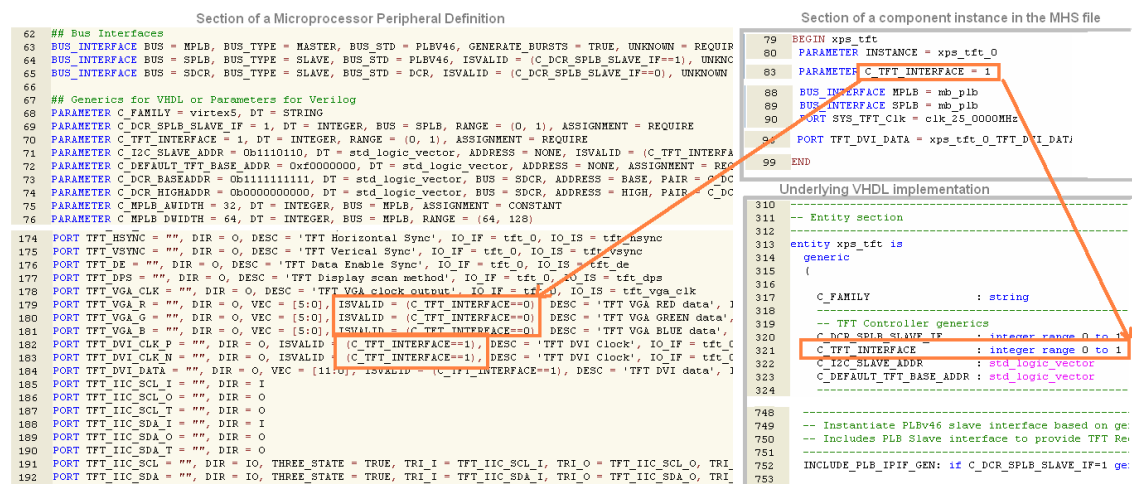 Section of a Microprocessor Peripheral Definition
62 ## Bus Interfaces
63 BUS_INTERFACE BUS = MPLB, BUS_TYPE = MASTER, BUS_STD = PLBV46, GENERATE_BURSTS = TRUE, UNKNOWN = REQUIR
64 BUS_INTERFACE BUS = SPLB, BUS_TYPE = SLAVE, BUS_STD = PLBV46, ISVALID = (C_DCR_SPLB_SLAVE_IF==1), UNKNO
65 BUS_INTERFACE BUS = SDCR, BUS_TYPE = SLAVE, BUS_STD = DCR, ISVALID = (C_DCR_SPLB_SLAVE_IF==0), UNKNOWN
66
67 ## Generics for VHDL or Parameters for Verilog
68 PARAMETER C_FAMILY = virtex5, DT = STRING
69 PARAMETER C_DCR_SPLB_SLAVE_IF = 1, DT = INTEGER, BUS = SPLB, RANGE = (0, 1), ASSIGNMENT = REQUIRE
70 PARAMETER C_TFT_INTERFACE = 1, DT = INTEGER, RANGE = (0, 1), ASSIGNMENT = REQUIRE
71 PARAMETER C_I2C_SLAVE_ADDR = 0b1110110, DT = std_logic_vector, ADDRESS = NONE, ISVALID = (C_TFT_INTERFA
72 PARAMETER C_DEFAULT_TFT_BASE_ADDR = 0xf0000000, DT = std_logic_vector, ADDRESS = NONE, ASSIGNMENT = REQ
73 PARAMETER C_DCR_BASEADDR = 0b1111111111, DT = std_logic_vector, BUS = SDCR, ADDRESS = BASE, PAIR = C_DC
74 PARAMETER C_DCR_HIGHADDR = 0b0000000000, DT = std_logic_vector, BUS = SDCR, ADDRESS = HIGH, PAIR = C_DC
75 PARAMETER C_MPLB_AWIDTH = 32, DT = INTEGER, BUS = MPLB, ASSIGNMENT = CONSTANT
76 PARAMETER C_MPLB_DWIDTH = 64, DT = INTEGER, BUS = MPLB, RANGE = (64, 128)
174 PORT TFT_HSYNC = "", DIR = O, DESC = 'TFT Horizontal Sync', IO_IF = tft_0, IO_IS = tft_hsync
175 PORT TFT_VSYNC = "", DIR = O, DESC = 'TFT Verical Sync', IO_IF = tft_0, IO_IS = tft_vsync
176 PORT TFT_DE = "", DIR = O, DESC = 'TFT Data Enable Sync', IO_IF = tft_0, IO_IS = tft_de
177 PORT TFT_DPS = "", DIR = O, DESC = 'TFT Display scan method', IO_IF = tft_0, IO_IS = tft_dps
178 PORT TFT_VGA_CLK = "", DIR = O, DESC = 'TFT VGA clock output', IO_IF = tft_0, IO_IS = tft_vga_clk
179 PORT TFT_VGA_R = "", DIR = O, VEC = [5:0], ISVALID = (C_TFT_INTERFACE==0) DESC = 'TFT VGA RED data', I
180 PORT TFT_VGA_G = "", DIR = O, VEC = [5:0], ISVALID = (C_TFT_INTERFACE==0) DESC = 'TFT VGA GREEN data',
181 PORT TFT_VGA_B = "", DIR = O, VEC = [5:0], ISVALID = (C_TFT_INTERFACE==0) DESC = 'TFT VGA BLUE data',
182 PORT TFT_DVI_CLK_P = "", DIR = O, ISVALID = (C_TFT_INTERFACE==1), DESC = 'TFT DVI Clock', IO_IF = tft_0
183 PORT TFT_DVI_CLK_N = "", DIR = O, ISVALID = (C_TFT_INTERFACE==1), DESC = 'TFT DVI Clock', IO_IF = tft_0
184 PORT TFT_DVI_DATA = "", DIR = O, VEC = [11:0], ISVALID = (C_TFT_INTERFACE==1), DESC = 'TFT DVI data', I
185 PORT TFT_IIC_SCL_I = "", DIR = I
186 PORT TFT_IIC_SCL_O = "", DIR = O
187 PORT TFT_IIC_SCL_T = "", DIR = O
188 PORT TFT_IIC_SDA_I = "", DIR = I
189 PORT TFT_IIC_SDA_O = "", DIR = O
190 PORT TFT_IIC_SDA_T = "", DIR = O
191 PORT TFT_IIC_SCL = "", DIR = IO, THREE_STATE = TRUE, TRI_I = TFT_IIC_SCL_I, TRI_O = TFT_IIC_SCL_O, TRI_
192 PORT TFT_IIC_SDA = "", DIR = IO, THREE_STATE = TRUE, TRI_I = TFT_IIC_SDA_I, TRI_O = TFT_IIC_SDA_O, TRI_
Section of a component instance in the MHS file
79 BEGIN xps_tft
80 PARAMETER INSTANCE = xps_tft_0
83 PARAMETER C_TFT_INTERFACE = 1
88 BUS_INTERFACE MPLB = mb_plb
89 BUS_INTERFACE SPLB = mb_plb
90 PORT SYS_TFT_Clk = clk_25_0000MHz
PORT TFT_DVI_DATA = xps_tft_0_TFT_DVI_DATA
99 END
Underlying VHDL implementation
310 --------------------------------------------
311 -- Entity section
312 --------------------------------------------
313 entity xps_tft is
314 generic
315 (
316
317 C_FAMILY : string
318
319 -- TFT Controller generics
320 C_DCR_SPLB_SLAVE_IF : integer range 0 to 1
321 C_TFT_INTERFACE : integer range 0 to 1
322 C_I2C_SLAVE_ADDR : std_logic_vector
323 C_DEFAULT_TFT_BASE_ADDR : std_logic_vector
324 --------------------------------------------
748 --------------------------------------------
749 -- Instantiate PLBv46 slave interface based on ge
750 -- Includes PLB Slave interface to provide TFT Re
751 --------------------------------------------
752 INCLUDE_PLB_IPIF_GEN: if C_DCR_SPLB_SLAVE_IF=1 ge
753